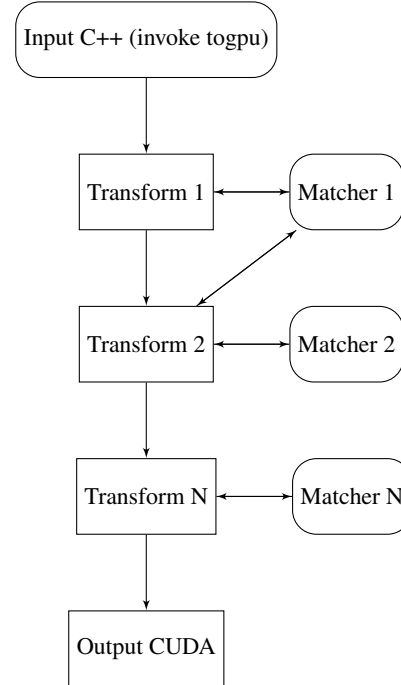 Input C++ (invoke togpu)
Transform 1
Matcher 1
Transform 2
Matcher 2
Transform N
Matcher N
Output CUDA